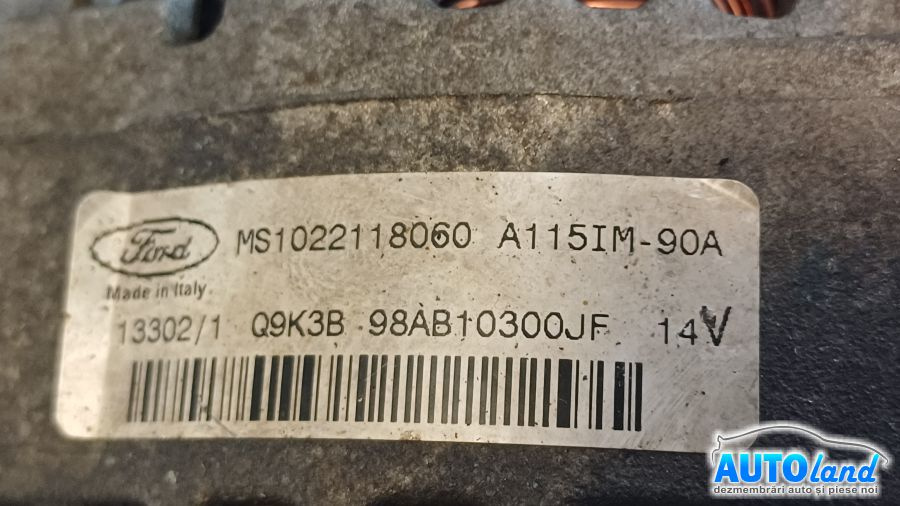 Ford MS1022118060 A115IM-90A
Made in Italy.
13302/1 Q9K3B 98AB10300JF 14V
AUTOland
dezmembrări auto și piese noi